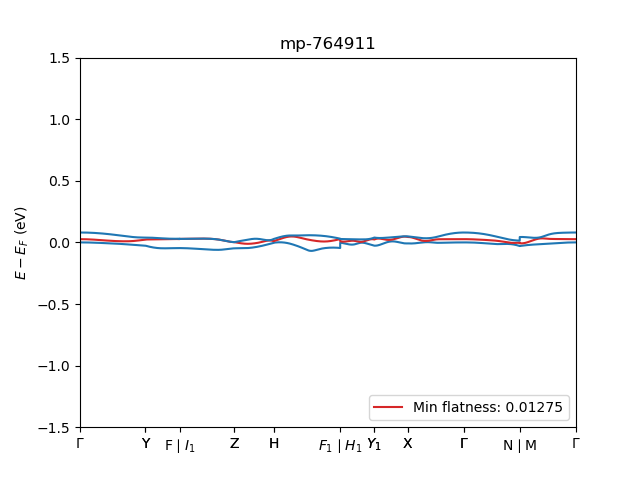 mp-764911
E − E_F (eV)
1.5
1.0
0.5
0.0
−0.5
−1.0
−1.5
Min flatness: 0.01275
Γ Y F | I₁ Z H F₁ | H₁ Y₁ X Γ N | M Γ